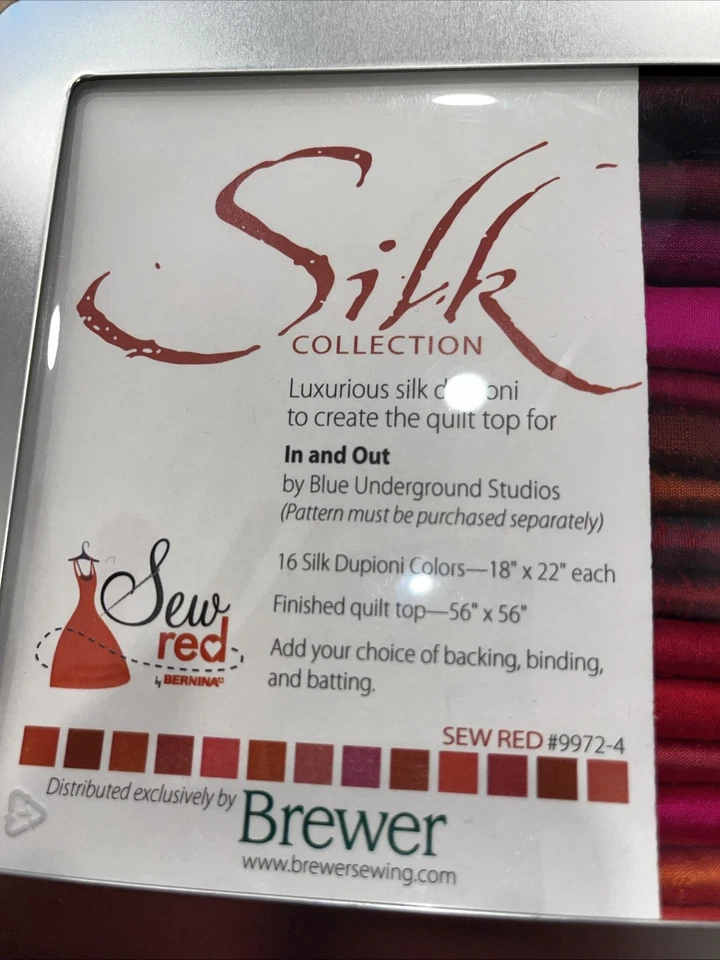 Silk
COLLECTION
Luxurious silk d oni
to create the quilt top for
In and Out
by Blue Underground Studios
(Pattern must be purchased separately)
16 Silk Dupioni Colors—18" x 22" each
Finished quilt top—56" x 56"
Add your choice of backing, binding,
and batting.
Sew
red
by BERNINA
SEW RED #9972-4
Distributed exclusively by Brewer
www.brewersewing.com